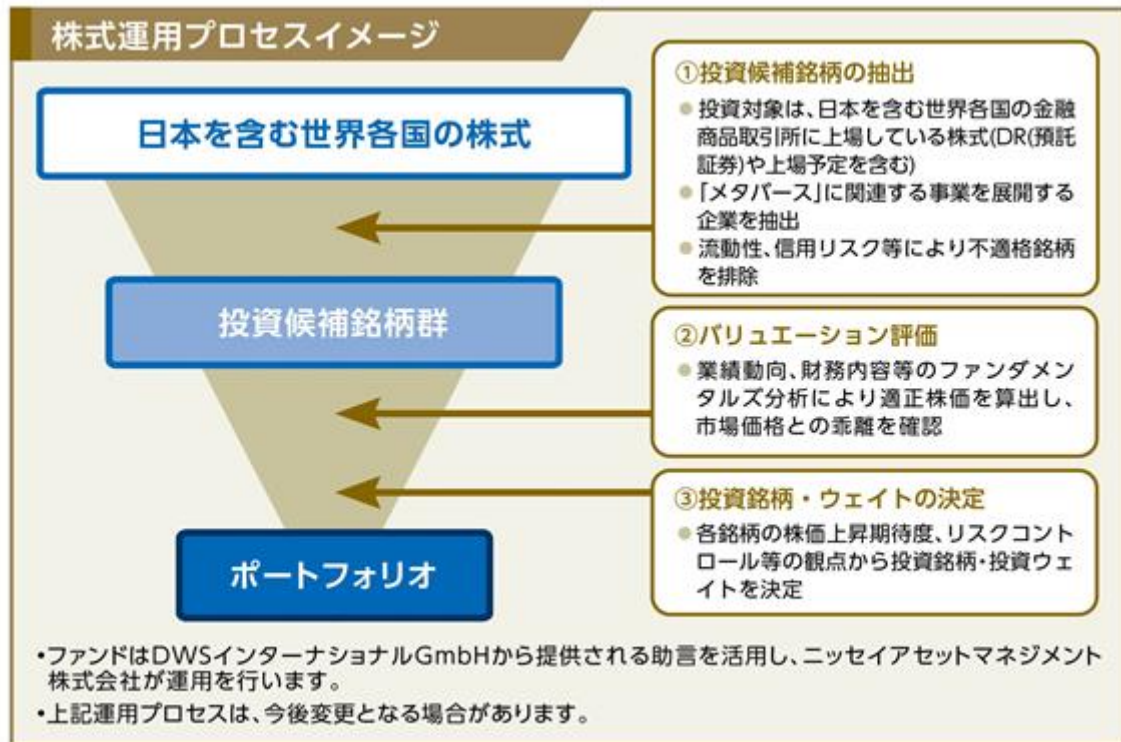 株式運用プロセスイメージ
日本を含む世界各国の株式
①投資候補銘柄の抽出
●投資対象は、日本を含む世界各国の金融
商品取引所に上場している株式(DR(預託
証券)や上場予定を含む)
●「メタバース」に関連する事業を展開する
企業を抽出
●流動性、信用リスク等により不適格銘柄
を排除
投資候補銘柄群
②バリュエーション評価
●業績動向、財務内容等のファンダメン
タルズ分析により適正株価を算出し、
市場価格との乖離を確認
③投資銘柄・ウェイトの決定
●各銘柄の株価上昇期待度、リスクコント
ロール等の観点から投資銘柄・投資ウェ
イトを決定
ポートフォリオ
•ファンドはDWSインターナショナルGmbHから提供される助言を活用し、ニッセイアセットマネジメント
株式会社が運用を行います。
•上記運用プロセスは、今後変更となる場合があります。